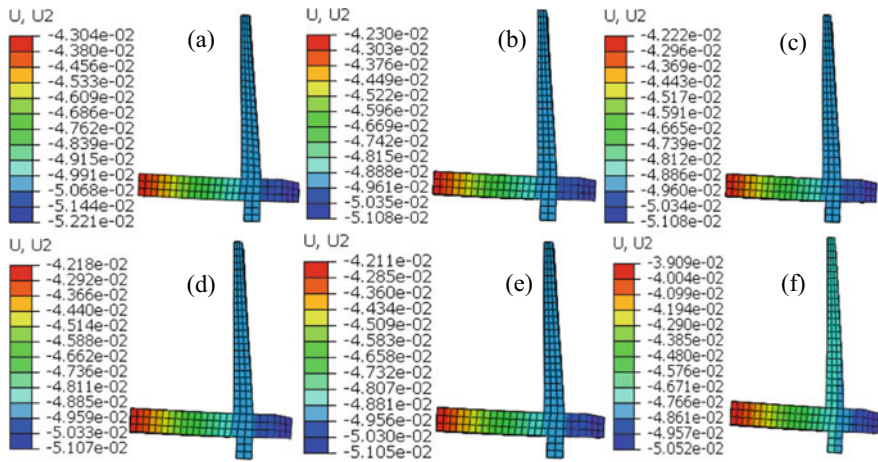 U, U2
-4.304e-02
-4.380e-02
-4.456e-02
-4.533e-02
-4.609e-02
-4.686e-02
-4.762e-02
-4.839e-02
-4.915e-02
-4.991e-02
-5.068e-02
-5.144e-02
-5.221e-02
(a)
U, U2
-4.230e-02
-4.303e-02
-4.376e-02
-4.449e-02
-4.522e-02
-4.596e-02
-4.669e-02
-4.742e-02
-4.815e-02
-4.888e-02
-4.961e-02
-5.035e-02
-5.108e-02
(b)
U, U2
-4.222e-02
-4.296e-02
-4.369e-02
-4.443e-02
-4.517e-02
-4.591e-02
-4.665e-02
-4.739e-02
-4.812e-02
-4.886e-02
-4.960e-02
-5.034e-02
-5.108e-02
(c)
U, U2
-4.218e-02
-4.292e-02
-4.366e-02
-4.440e-02
-4.514e-02
-4.588e-02
-4.662e-02
-4.736e-02
-4.811e-02
-4.885e-02
-4.959e-02
-5.033e-02
-5.107e-02
(d)
U, U2
-4.211e-02
-4.285e-02
-4.360e-02
-4.434e-02
-4.509e-02
-4.583e-02
-4.658e-02
-4.732e-02
-4.807e-02
-4.881e-02
-4.956e-02
-5.030e-02
-5.105e-02
(e)
U, U2
-3.909e-02
-4.004e-02
-4.099e-02
-4.194e-02
-4.290e-02
-4.385e-02
-4.480e-02
-4.576e-02
-4.671e-02
-4.766e-02
-4.861e-02
-4.957e-02
-5.052e-02
(f)